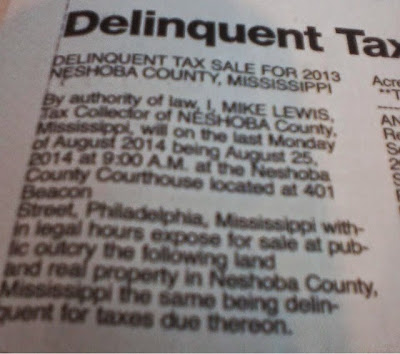 Delinquent Tax
DELINQUENT TAX SALE FOR 2013
NESHOBA COUNTY, MISSISSIPPI
By authority of law, I, MIKE LEWIS,
Tax Collector of NESHOBA County,
Mississippi, will on the last Monday
of August 2014 being August 25,
2014 at 9:00 A.M. at the Neshoba
County Courthouse located at 401
Beacon
Street, Philadelphia, Mississippi with-
in legal hours expose for sale at pub-
lic outcry the following land
and real property in Neshoba County,
Mississippi the same being delin-
quent for taxes due thereon.
Acre
**T
AN